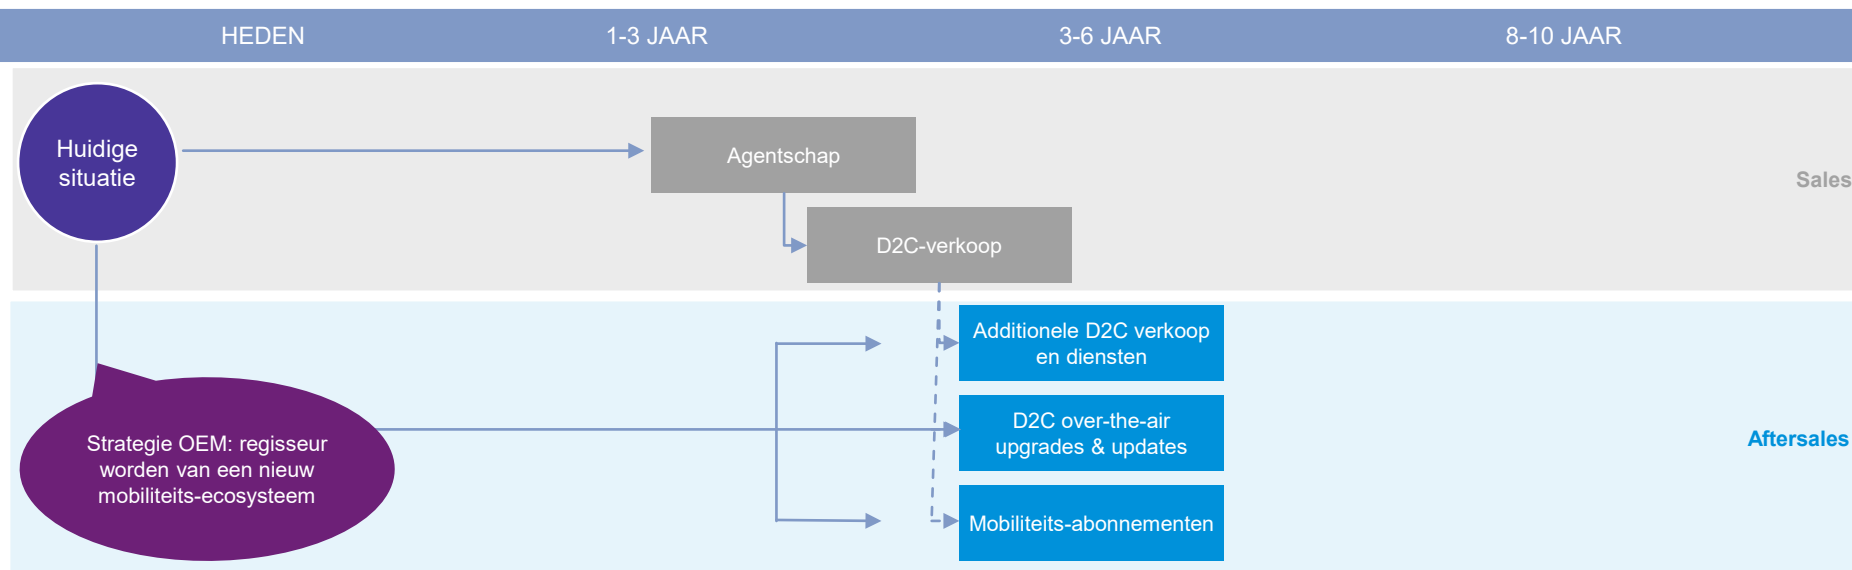 HEDEN
1-3 JAAR
3-6 JAAR
8-10 JAAR
Huidige
situatie
Agentschap
Sales
D2C-verkoop
Additionele D2C verkoop
en diensten
D2C over-the-air
upgrades & updates
Aftersales
Strategie OEM: regisseur
worden van een nieuw
mobiliteits-ecosysteem
Mobiliteits-abonnementen